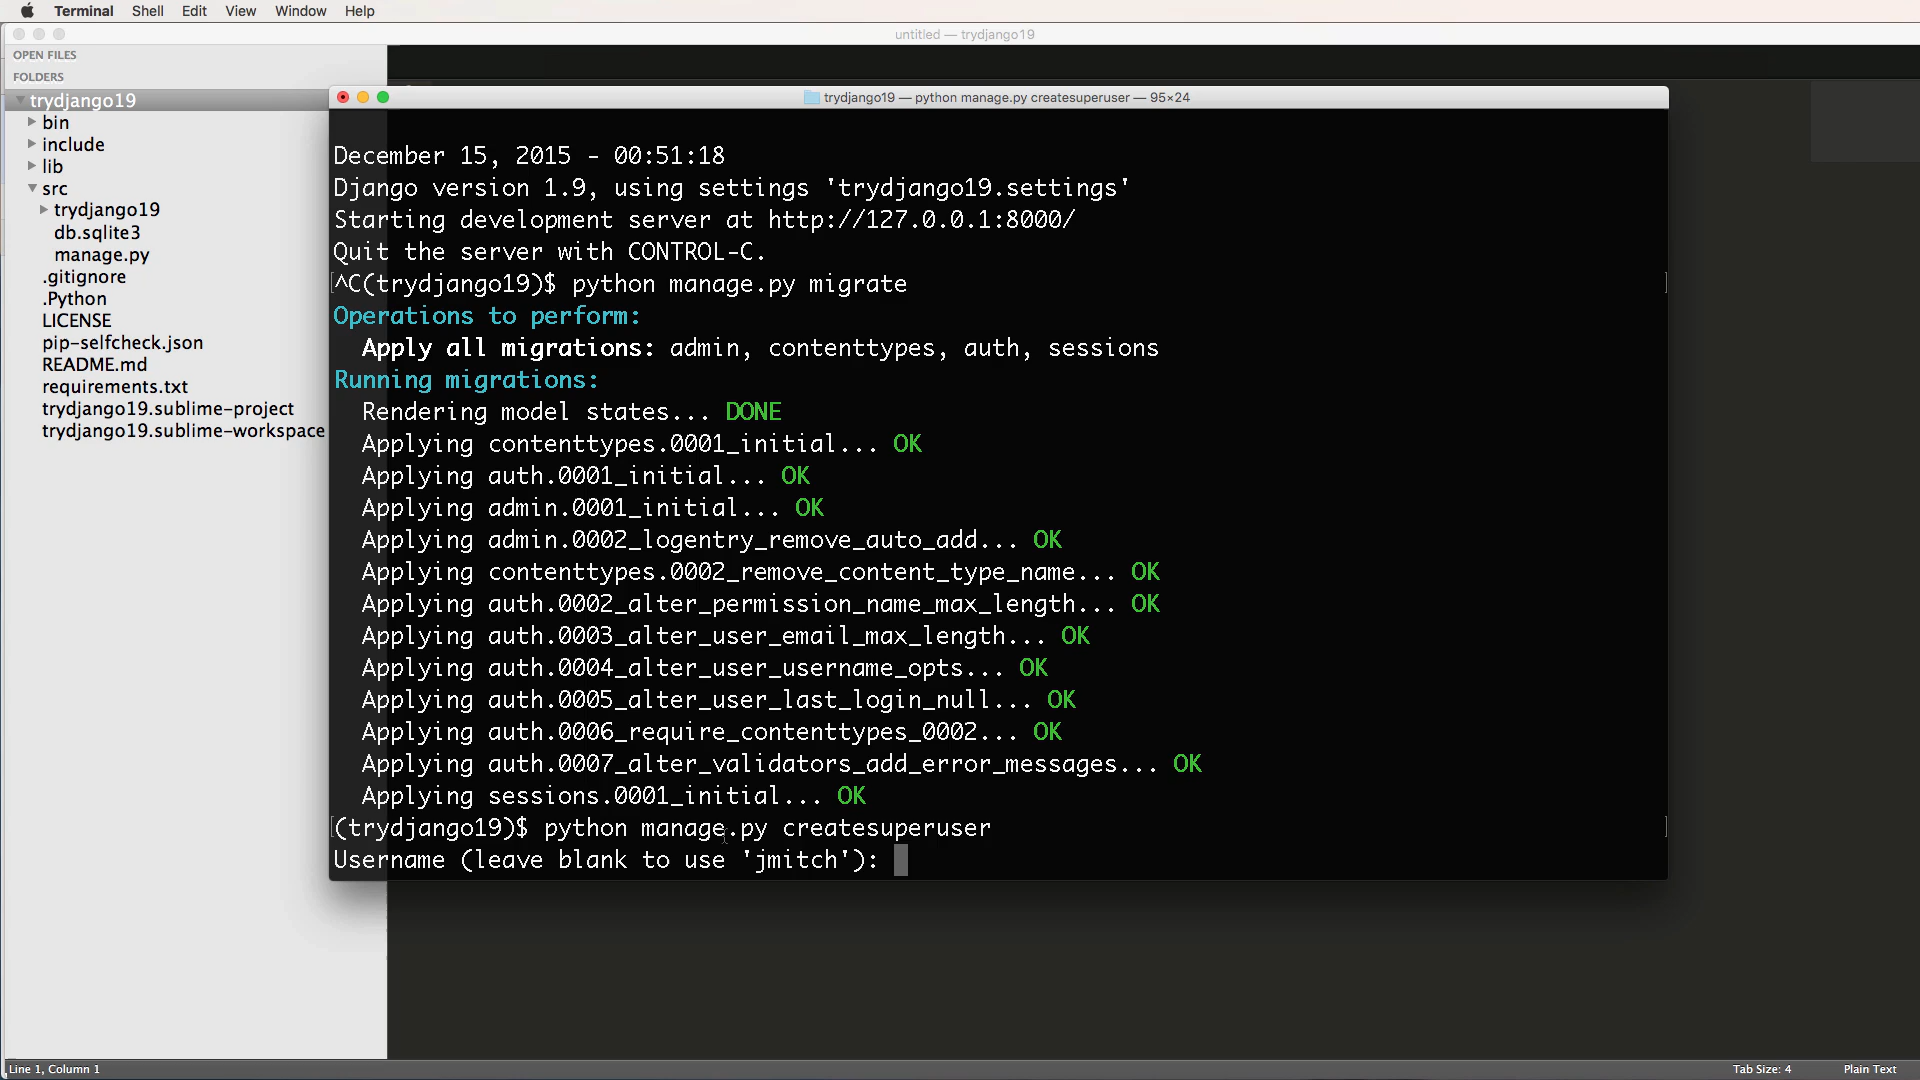 Terminal Shell Edit View Window Help
untitled — trydjango19
OPEN FILES
FOLDERS
trydjango19
bin
include
lib
src
trydjango19
db.sqlite3
manage.py
.gitignore
.Python
LICENSE
pip-selfcheck.json
README.md
requirements.txt
trydjango19.sublime-project
trydjango19.sublime-workspace
trydjango19 — python manage.py createsuperuser — 95×24
December 15, 2015 - 00:51:18
Django version 1.9, using settings 'trydjango19.settings'
Starting development server at http://127.0.0.1:8000/
Quit the server with CONTROL-C.
[^C(trydjango19)$ python manage.py migrate ]
Operations to perform:
Apply all migrations: admin, contenttypes, auth, sessions
Running migrations:
Rendering model states... DONE
Applying contenttypes.0001_initial... OK
Applying auth.0001_initial... OK
Applying admin.0001_initial... OK
Applying admin.0002_logentry_remove_auto_add... OK
Applying contenttypes.0002_remove_content_type_name... OK
Applying auth.0002_alter_permission_name_max_length... OK
Applying auth.0003_alter_user_email_max_length... OK
Applying auth.0004_alter_user_username_opts... OK
Applying auth.0005_alter_user_last_login_null... OK
Applying auth.0006_require_contenttypes_0002... OK
Applying auth.0007_alter_validators_add_error_messages... OK
Applying sessions.0001_initial... OK
[(trydjango19)$ python manage.py createsuperuser ]
Username (leave blank to use 'jmitch'):
Line 1, Column 1
Tab Size: 4
Plain Text